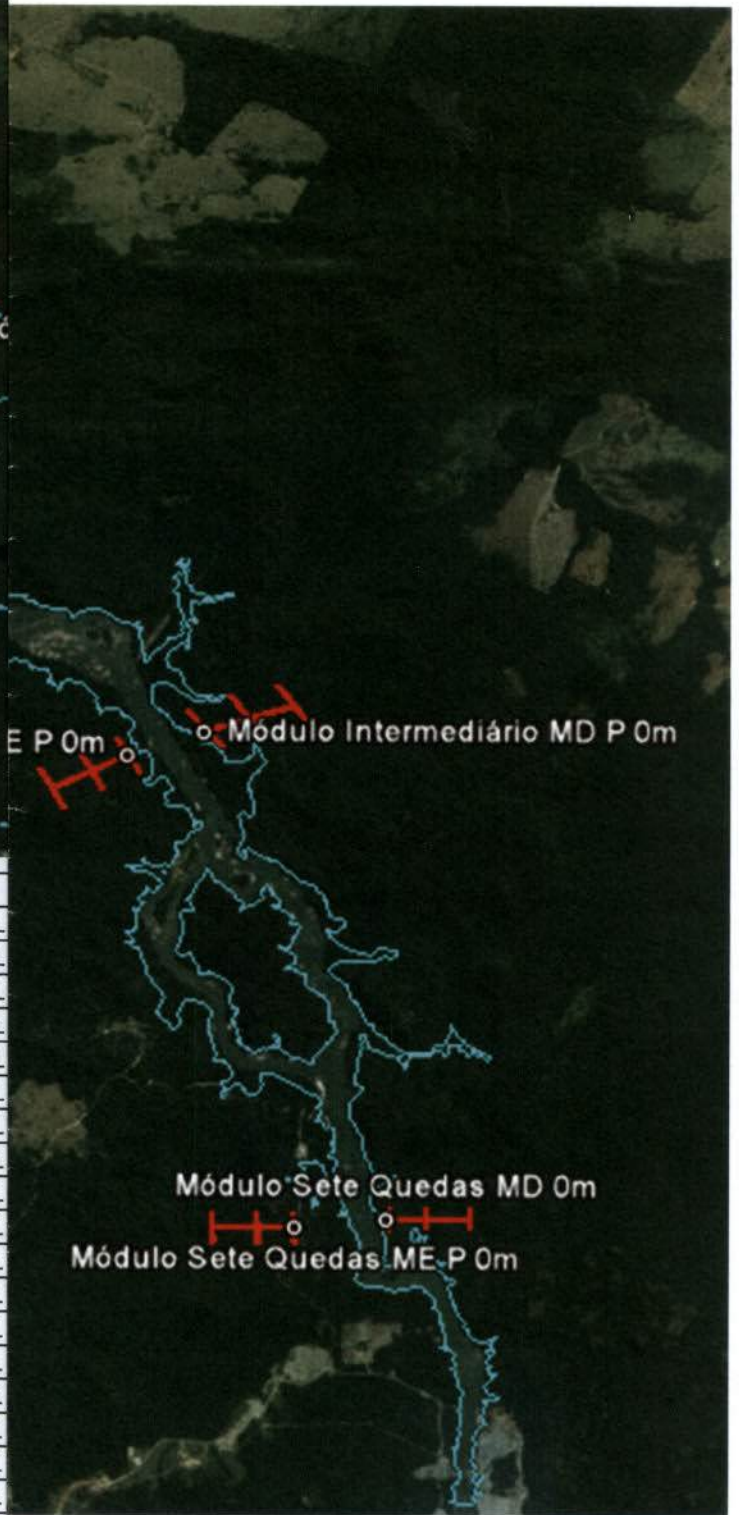 E P 0m
Módulo Intermediário MD P 0m
Módulo Sete Quedas MD 0m
Módulo Sete Quedas ME P 0m